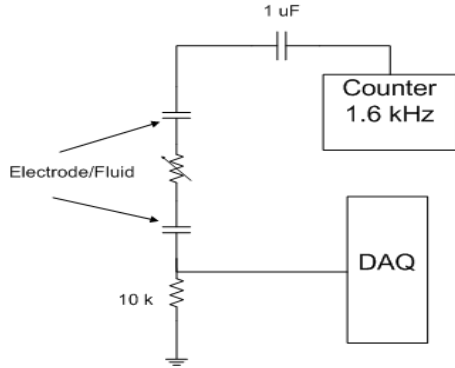 1 uF
Counter
1.6 kHz
Electrode/Fluid
DAQ
10 k